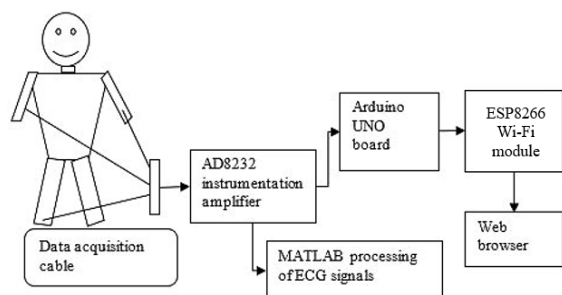 Data acquisition
cable
AD8232
instrumentation
amplifier
Arduino
UNO
board
ESP8266
Wi-Fi
module
MATLAB processing
of ECG signals
Web
browser